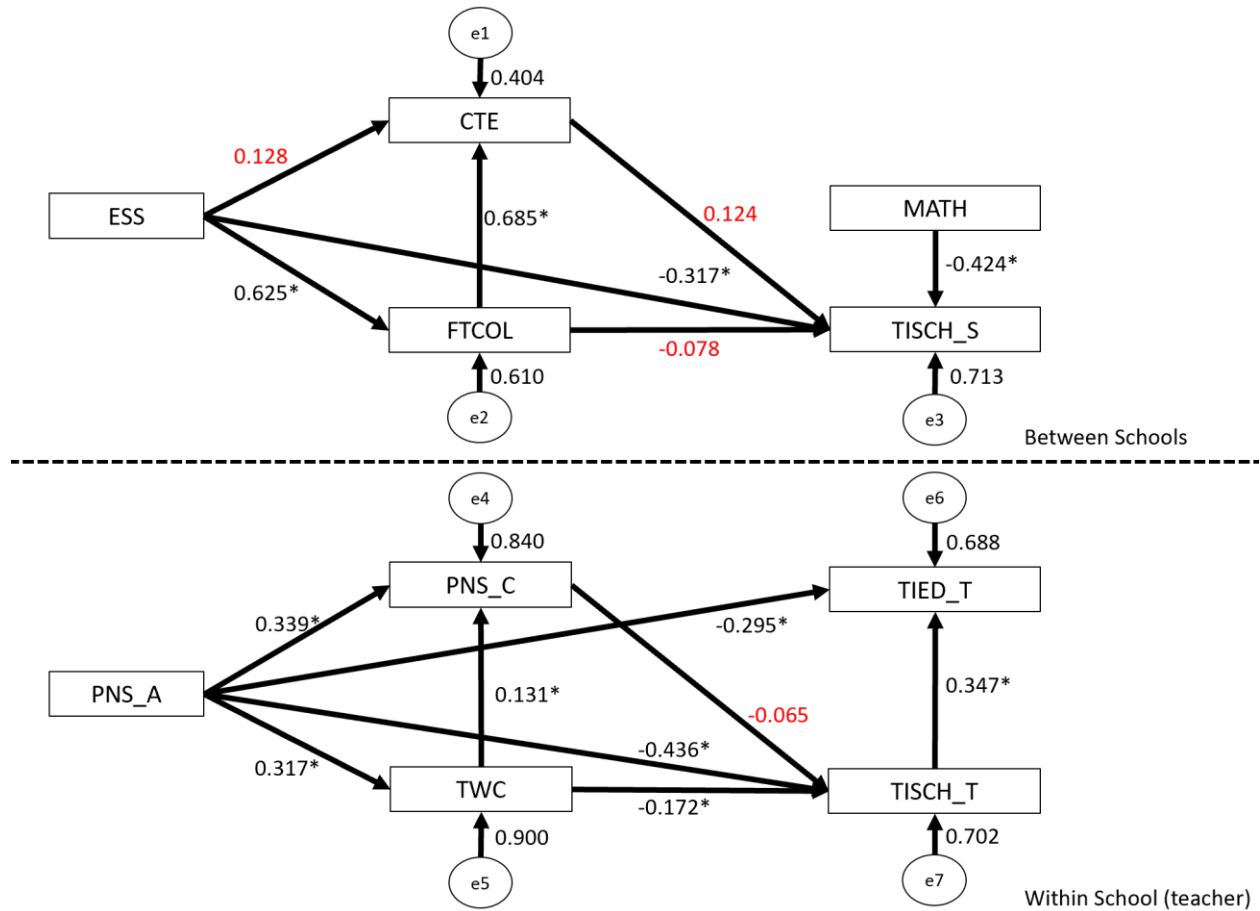 e1
0.404
CTE
0.128
ESS
0.685*
0.124
MATH
-0.317*
-0.424*
0.625*
FTCOL
-0.078
TISCH_S
0.610
0.713
e2
e3
Between Schools
e4
e6
0.840
0.688
PNS_C
TIED_T
0.339*
-0.295*
PNS_A
0.131*
-0.065
0.347*
0.317*
-0.436*
TWC
-0.172*
TISCH_T
0.900
0.702
e5
e7
Within School (teacher)